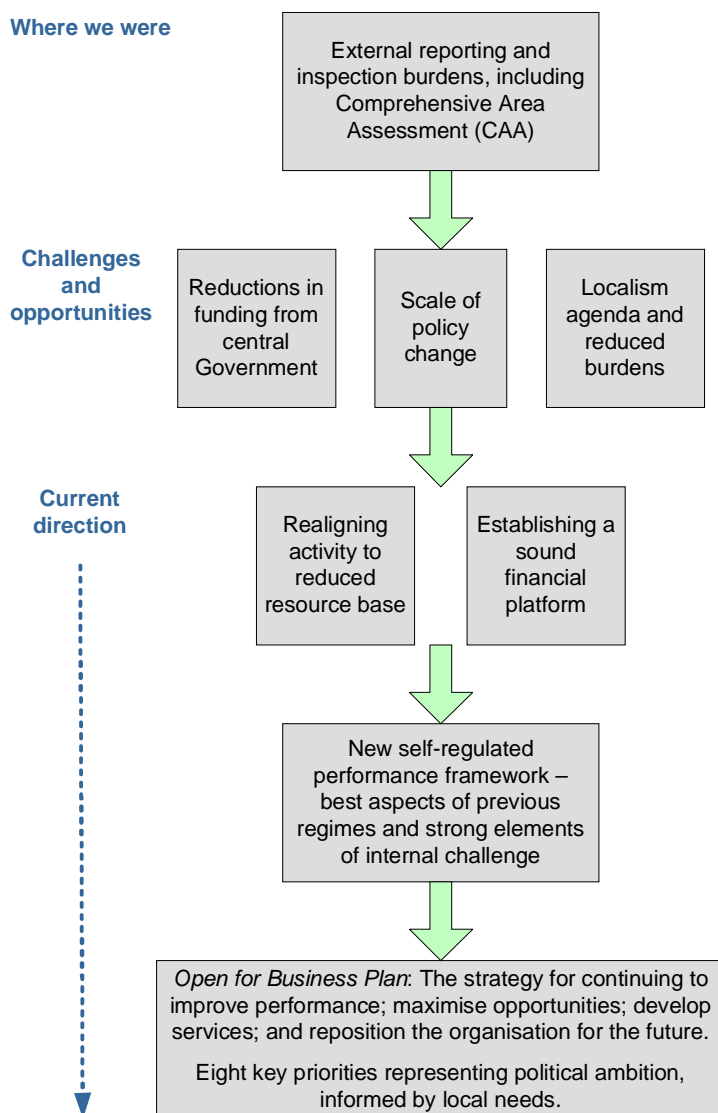 Where we were
External reporting and
inspection burdens, including
Comprehensive Area
Assessment (CAA)
Challenges
and
opportunities
Reductions in
funding from
central
Government
Scale of
policy
change
Localism
agenda and
reduced
burdens
Current
direction
Realigning
activity to
reduced
resource base
Establishing a
sound
financial
platform
New self-regulated
performance framework –
best aspects of previous
regimes and strong elements
of internal challenge
Open for Business Plan: The strategy for continuing to
improve performance; maximise opportunities; develop
services; and reposition the organisation for the future.
Eight key priorities representing political ambition,
informed by local needs.